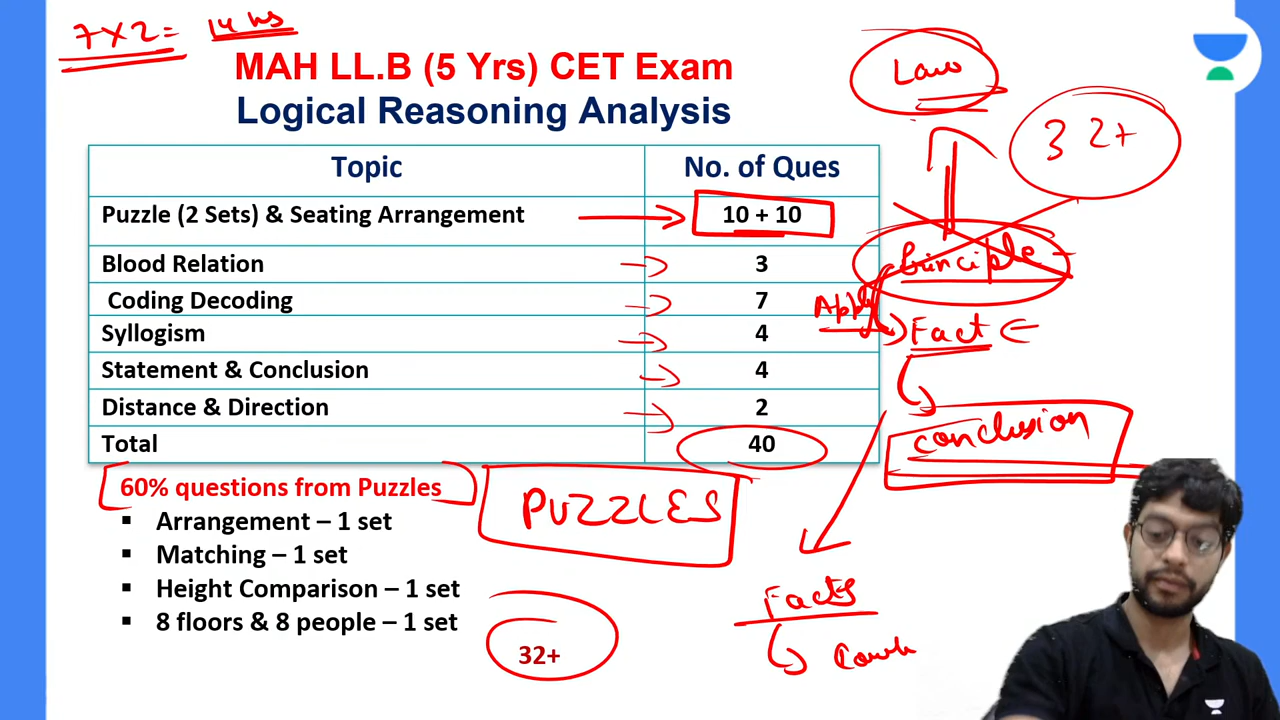 7 X 2 = 14 hs
MAH LL.B (5 Yrs) CET Exam
Logical Reasoning Analysis
Topic No. of Ques
Puzzle (2 Sets) & Seating Arrangement 10 + 10
Blood Relation 3
Coding Decoding 7
Syllogism 4
Statement & Conclusion 4
Distance & Direction 2
Total 40
60% questions from Puzzles
▪ Arrangement – 1 set
▪ Matching – 1 set
▪ Height Comparison – 1 set
▪ 8 floors & 8 people – 1 set
32+
PUZZLES
Law
32+
Principle
Apply
Fact
conclusion
Facts